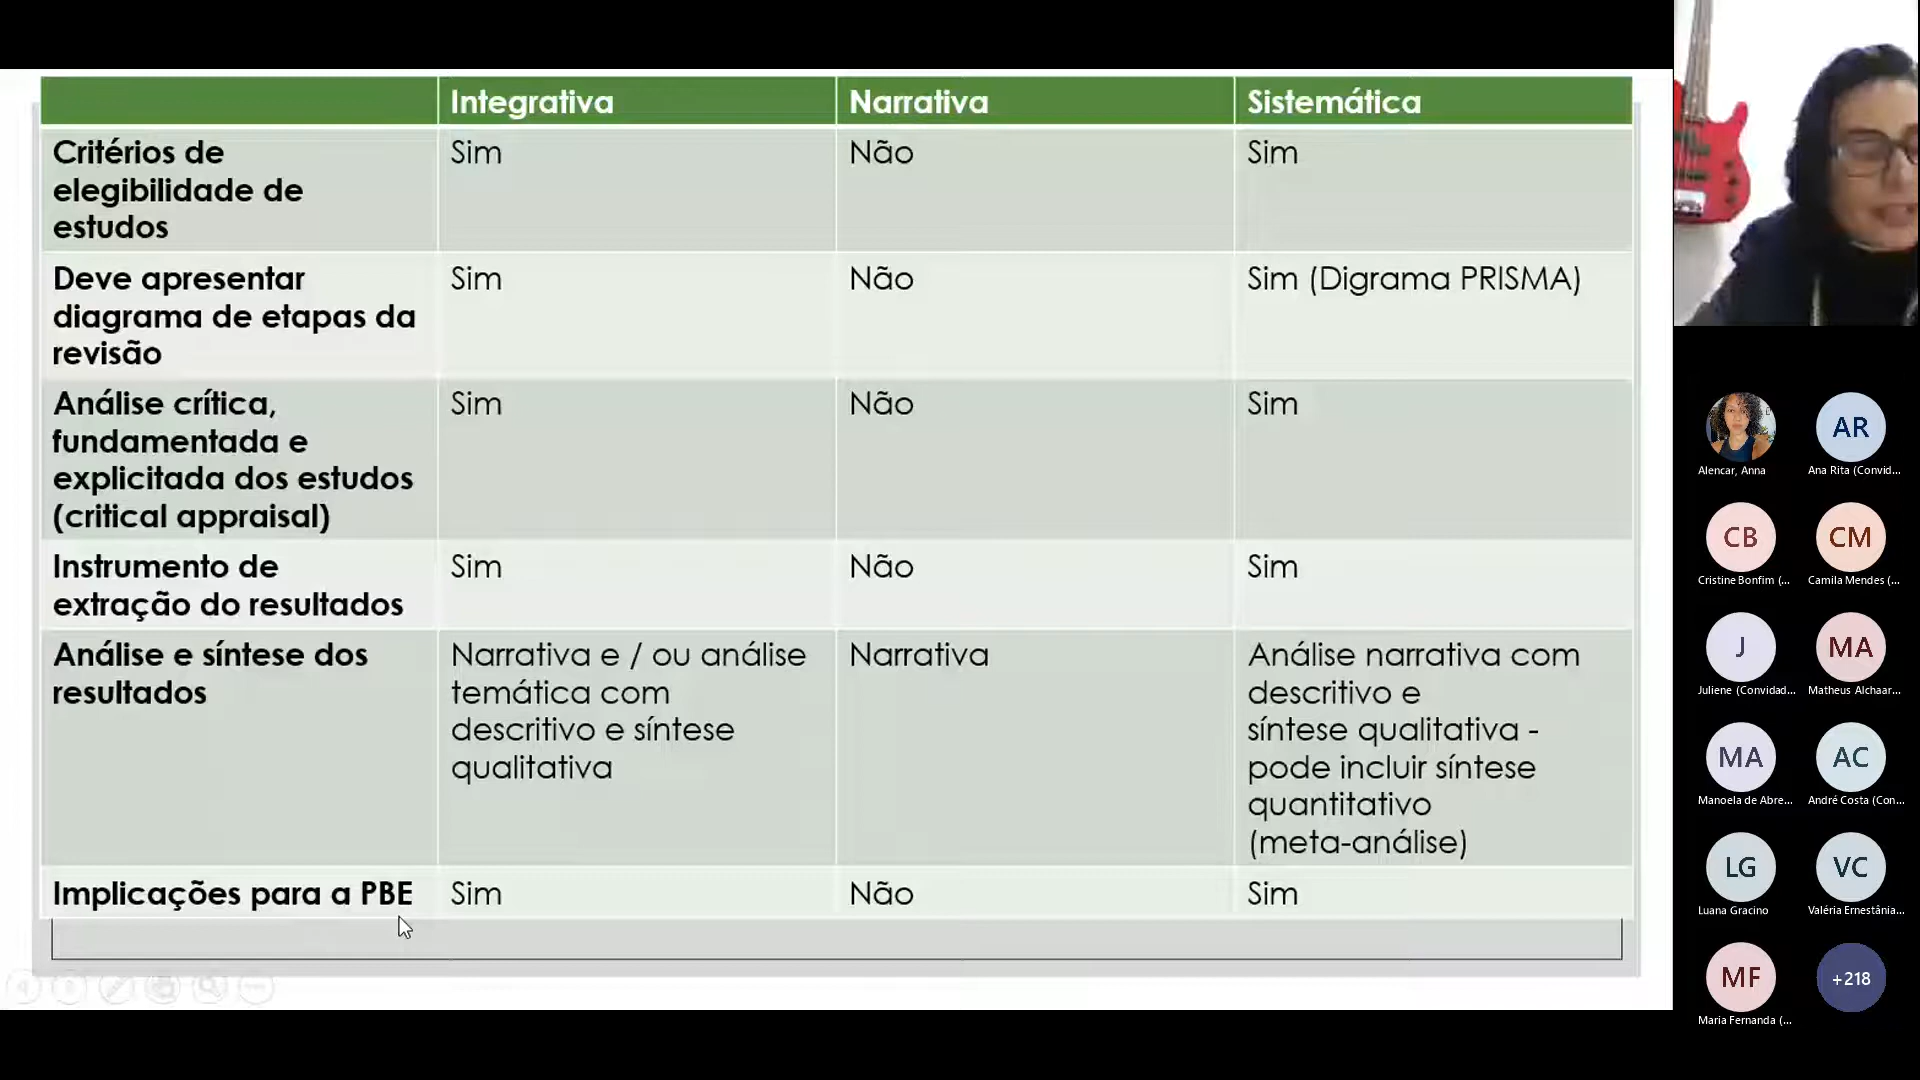 Integrativa Narrativa Sistemática
Critérios de
elegibilidade de
estudos
Sim Não Sim
Deve apresentar
diagrama de etapas da
revisão
Sim Não Sim (Digrama PRISMA)
Análise crítica,
fundamentada e
explicitada dos estudos
(critical appraisal)
Sim Não Sim
Instrumento de
extração do resultados
Sim Não Sim
Análise e síntese dos
resultados
Narrativa e / ou análise
temática com
descritivo e síntese
qualitativa
Narrativa
Análise narrativa com
descritivo e
síntese qualitativa -
pode incluir síntese
quantitativo
(meta-análise)
Implicações para a PBE Sim Não Sim
Alencar, Anna
AR
Ana Rita (Convid...
CB
Cristine Bonfim (...
CM
Camila Mendes (...
J
Juliene (Convidad...
MA
Matheus Alchaar...
MA
Manoela de Abre...
AC
André Costa (Con...
LG
Luana Gracino
VC
Valéria Ernestânia...
MF
Maria Fernanda (...
+218